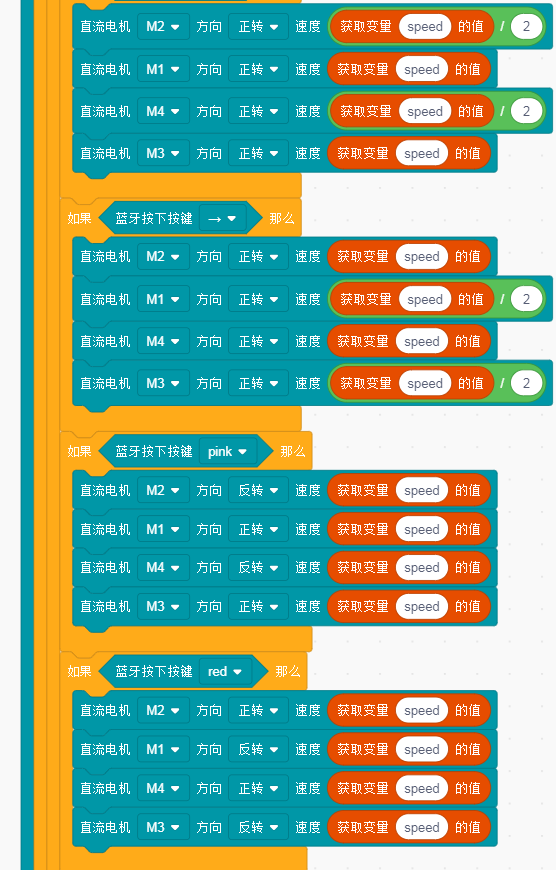 直流电机 M2 方向 正转 速度 获取变量 speed 的值 / 2
直流电机 M1 方向 正转 速度 获取变量 speed 的值
直流电机 M4 方向 正转 速度 获取变量 speed 的值 / 2
直流电机 M3 方向 正转 速度 获取变量 speed 的值
如果 蓝牙按下按键 → 那么
直流电机 M2 方向 正转 速度 获取变量 speed 的值
直流电机 M1 方向 正转 速度 获取变量 speed 的值 / 2
直流电机 M4 方向 正转 速度 获取变量 speed 的值
直流电机 M3 方向 正转 速度 获取变量 speed 的值 / 2
如果 蓝牙按下按键 pink 那么
直流电机 M2 方向 反转 速度 获取变量 speed 的值
直流电机 M1 方向 正转 速度 获取变量 speed 的值
直流电机 M4 方向 反转 速度 获取变量 speed 的值
直流电机 M3 方向 正转 速度 获取变量 speed 的值
如果 蓝牙按下按键 red 那么
直流电机 M2 方向 正转 速度 获取变量 speed 的值
直流电机 M1 方向 反转 速度 获取变量 speed 的值
直流电机 M4 方向 正转 速度 获取变量 speed 的值
直流电机 M3 方向 反转 速度 获取变量 speed 的值